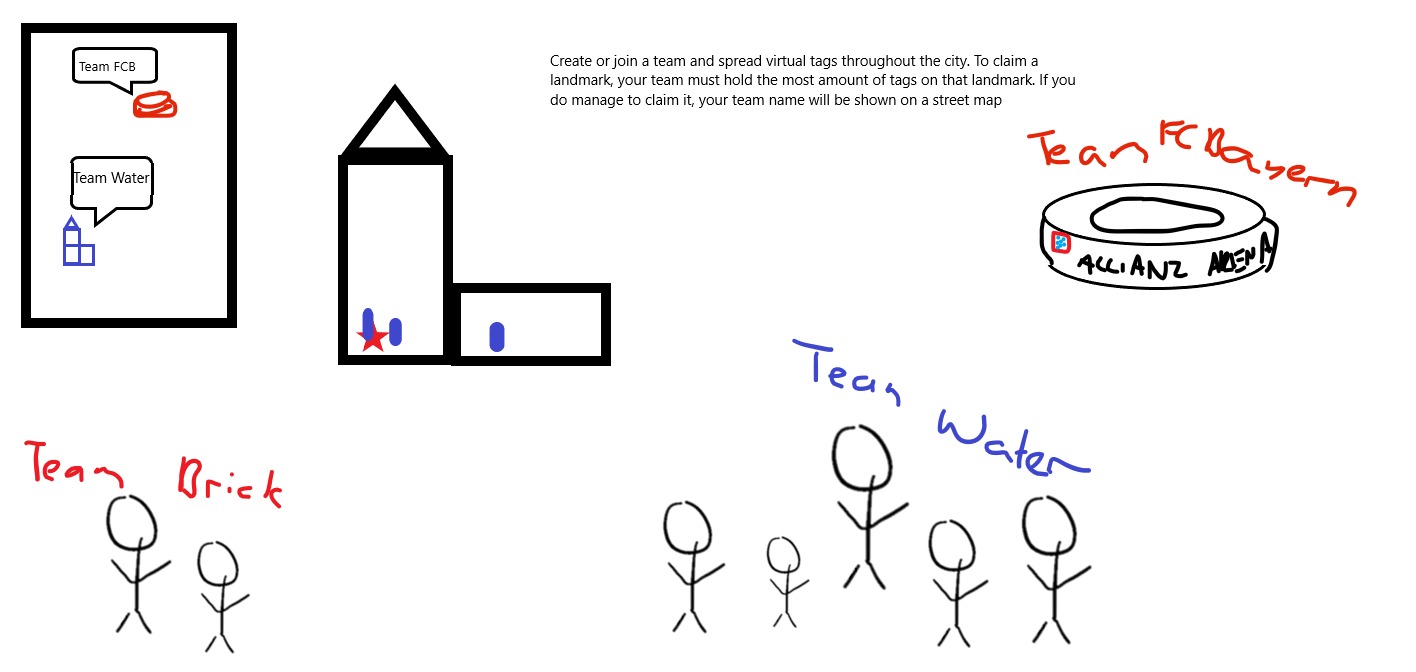 Team FCB
Team Water
Create or join a team and spread virtual tags throughout the city. To claim a
landmark, your team must hold the most amount of tags on that landmark. If you
do manage to claim it, your team name will be shown on a street map
Team FC Bayern
ALLIANZ ARENA
Team Water
Team Brick